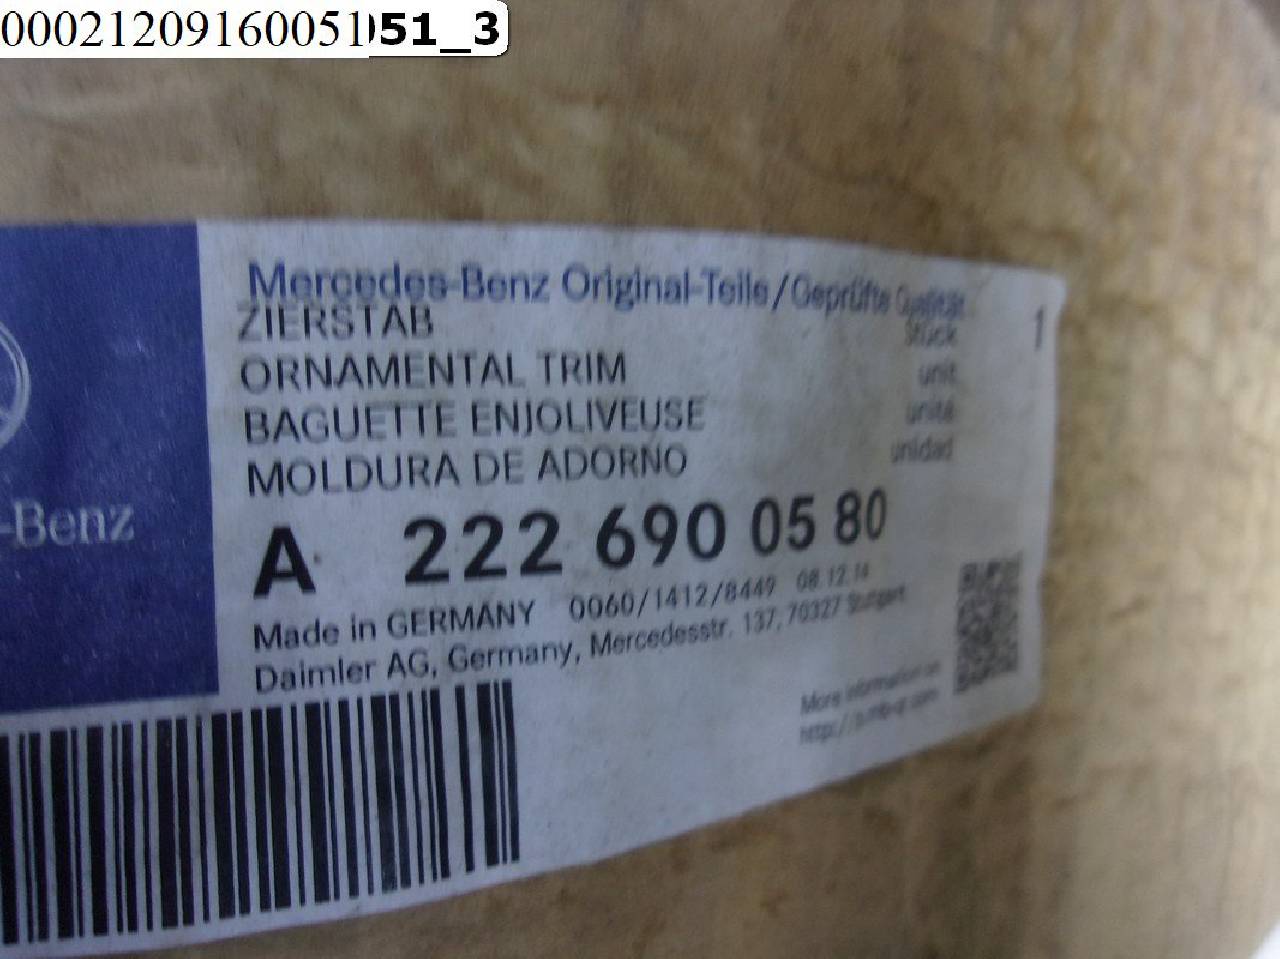 00021209160051051_3
Mercedes-Benz Original-Teile/Geprüfte Qualität
ZIERSTAB Stück 1
ORNAMENTAL TRIM unit
BAGUETTE ENJOLIVEUSE unité
MOLDURA DE ADORNO unidad
-Benz
A 222 690 05 80
Made in GERMANY 0060/1412/8449 08.12.14
Daimler AG, Germany, Mercedesstr. 137, 70327 Stuttgart
More information on